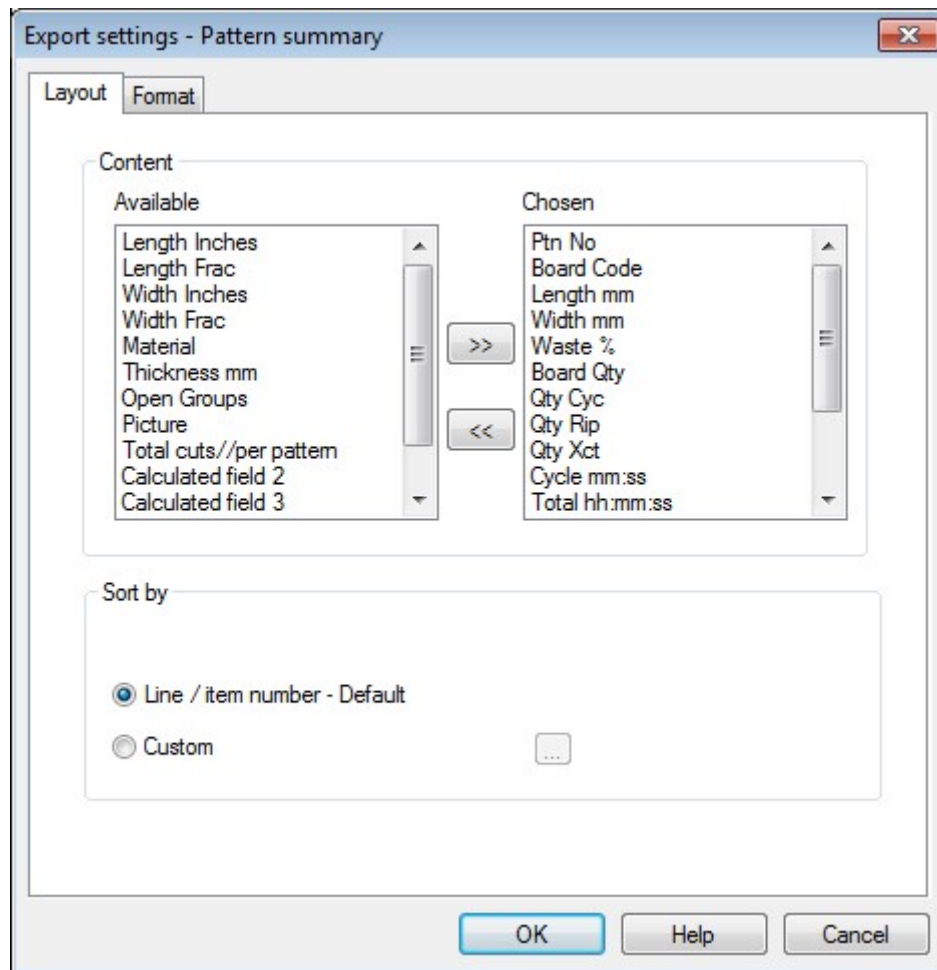 Export settings - Pattern summary
Layout
Format
Content
Available
Chosen
Length Inches
Length Frac
Width Inches
Width Frac
Material
Thickness mm
Open Groups
Picture
Total cuts//per pattern
Calculated field 2
Calculated field 3
>>
<<
Ptn No
Board Code
Length mm
Width mm
Waste %
Board Qty
Qty Cyc
Qty Rip
Qty Xct
Cycle mm:ss
Total hh:mm:ss
Sort by
Line / item number - Default
Custom
...
OK
Help
Cancel